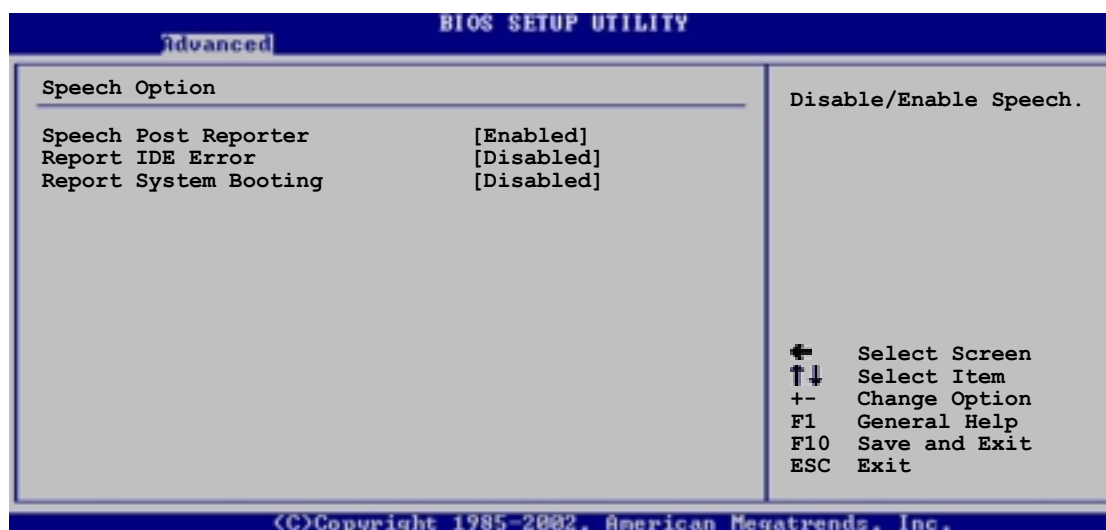 BIOS SETUP UTILITY
Advanced
Speech Option
Speech Post Reporter [Enabled]
Report IDE Error [Disabled]
Report System Booting [Disabled]
Disable/Enable Speech.
← Select Screen
↑↓ Select Item
+- Change Option
F1 General Help
F10 Save and Exit
ESC Exit
(C)Copyright 1985-2002, American Megatrends, Inc.